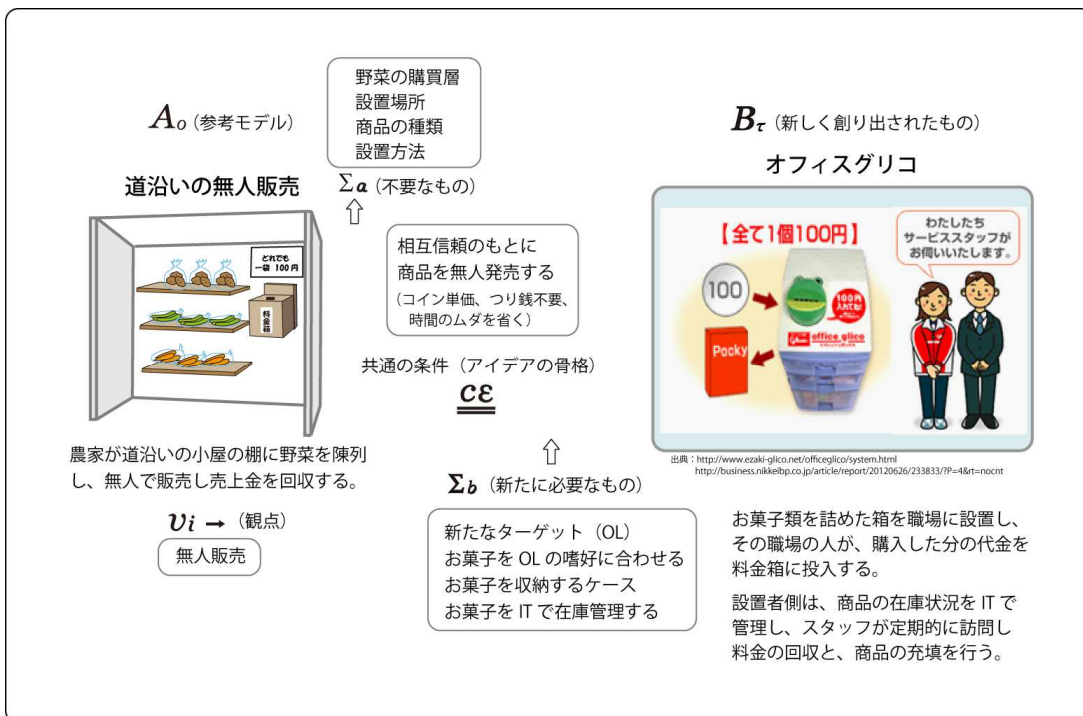 野菜の購買層
設置場所
商品の種類
設置方法
Ao（参考モデル）
道沿いの無人販売
Σa（不要なもの）
どれでも
一袋 100円
料金箱
農家が道沿いの小屋の棚に野菜を陳列
し、無人で販売し売上金を回収する。
υi →（観点）
無人販売
相互信頼のもとに
商品を無人発売する
（コイン単価、つり銭不要、
時間のムダを省く）
共通の条件（アイデアの骨格）
cε
Σb（新たに必要なもの）
新たなターゲット（OL）
お菓子を OL の嗜好に合わせる
お菓子を収納するケース
お菓子を IT で在庫管理する
Bτ（新しく創り出されたもの）
オフィスグリコ
【全て1個100円】
わたしたち
サービススタッフが
お伺いいたします。
100
100円
入れてね!
Glico
office glico
Pocky
出典：http://www.ezaki-glico.net/officeglico/system.html
http://business.nikkeibp.co.jp/article/report/20120626/233833/?P=4&rt=nocnt
お菓子類を詰めた箱を職場に設置し、
その職場の人が、購入した分の代金を
料金箱に投入する。
設置者側は、商品の在庫状況を IT で
管理し、スタッフが定期的に訪問し
料金の回収と、商品の充填を行う。